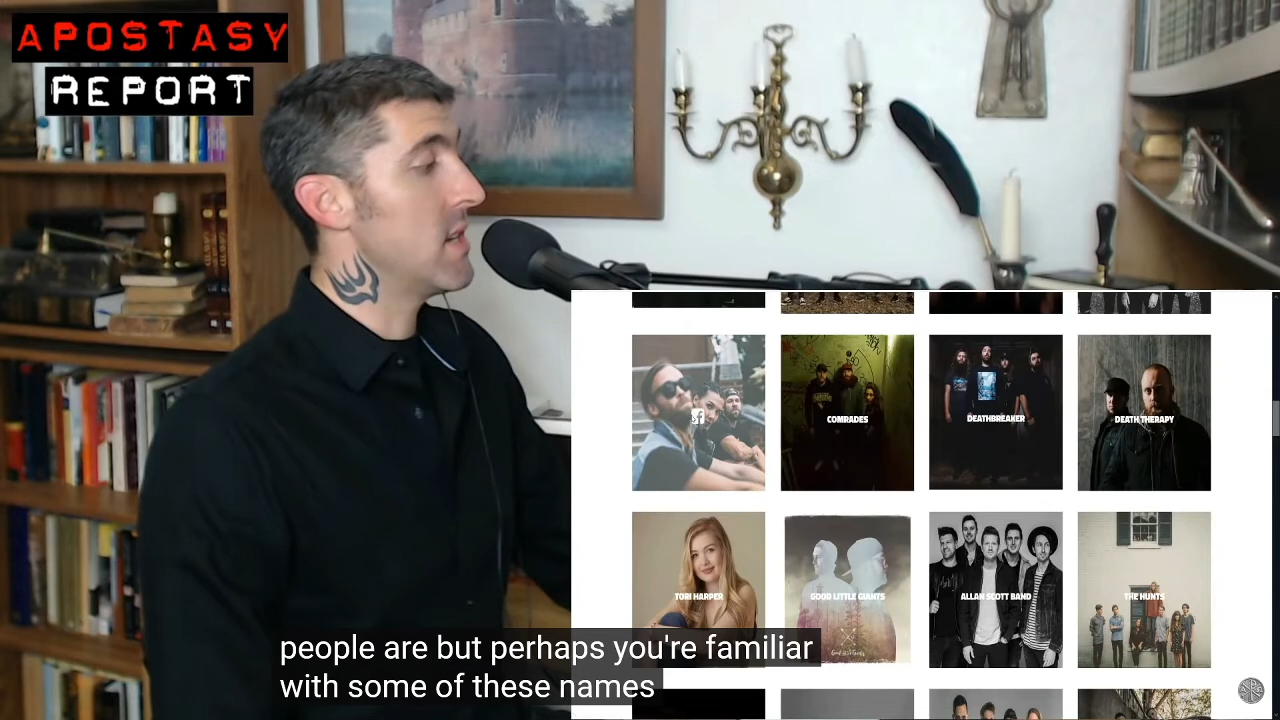 APOSTASY
REPORT
COMRADES
DEATHBREAKER
DEATH THERAPY
TORI HARPER
GOOD LITTLE GIANTS
ALLAN SCOTT BAND
THE HUNTS
people are but perhaps you're familiar
with some of these names